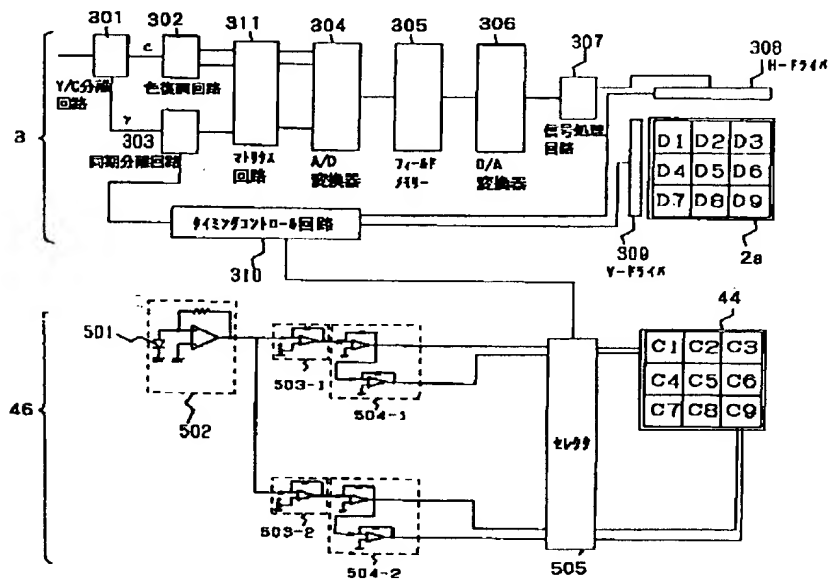 301
302
311
304
305
306
307
308
Hードライバ
C
Y/C分離
回路
色復調回路
Y
303
同期分離回路
マトリクス
回路
A/D
変換器
フィールド
メモリー
D/A
変換器
信号処理
回路
3
D1 D2 D3
D4 D5 D6
D7 D8 D9
2a
309
Vードライバ
タイミングコントロール回路
310
44
501
502
503-1
504-1
C1 C2 C3
C4 C5 C6
C7 C8 C9
46
セレクタ
503-2
504-2
505